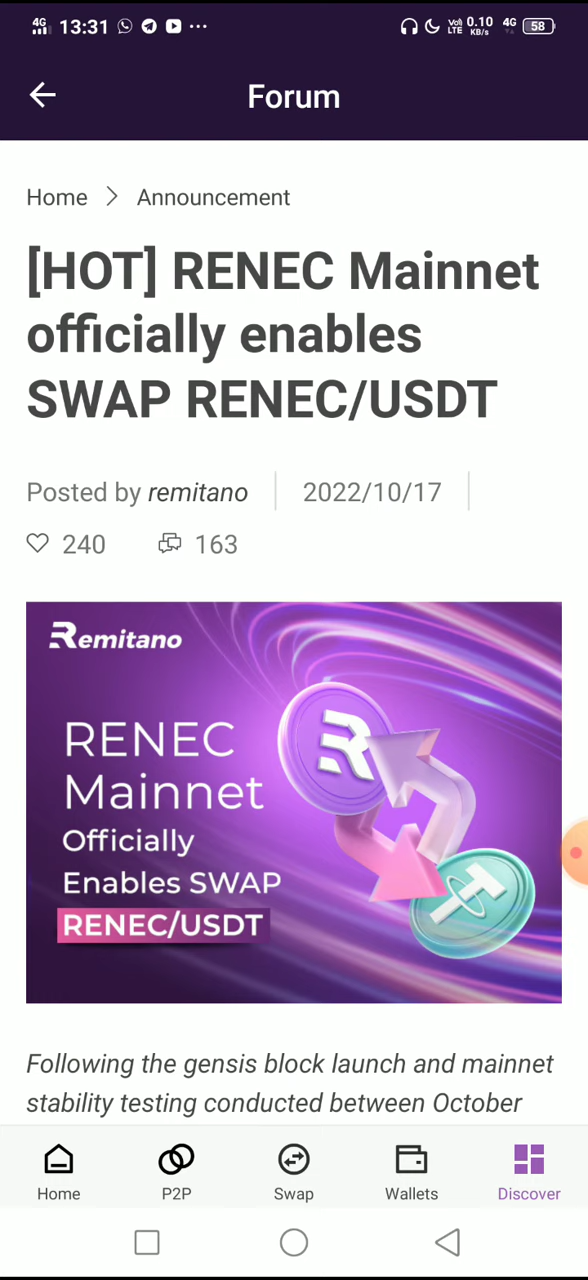 4G 13:31 ... VoLTE 0.10 KB/s 4G 58
Forum
Home > Announcement
[HOT] RENEC Mainnet
officially enables
SWAP RENEC/USDT
Posted by remitano | 2022/10/17 |
240 163
Remitano
RENEC
Mainnet
Officially
Enables SWAP
RENEC/USDT
Following the gensis block launch and mainnet
stability testing conducted between October
Home P2P Swap Wallets Discover